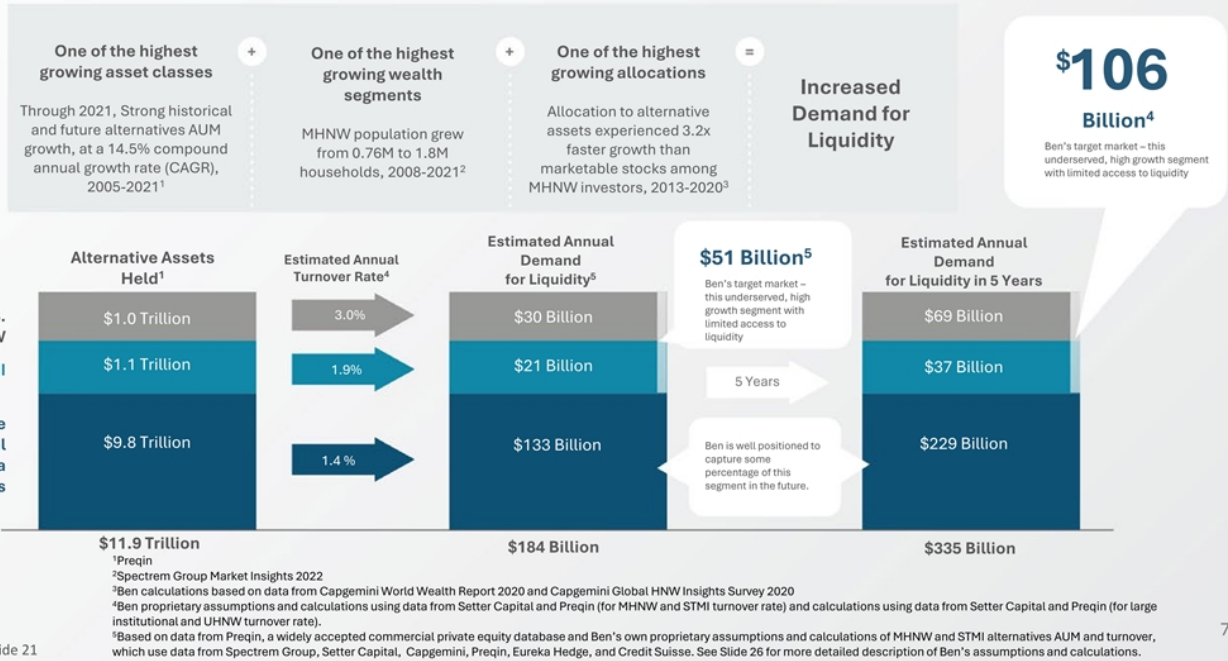 One of the highest
growing asset classes
Through 2021, Strong historical
and future alternatives AUM
growth, at a 14.5% compound
annual growth rate (CAGR),
2005-2021¹
+
One of the highest
growing wealth
segments
MHNW population grew
from 0.76M to 1.8M
households, 2008-2021²
+
One of the highest
growing allocations
Allocation to alternative
assets experienced 3.2x
faster growth than
marketable stocks among
MHNW investors, 2013-2020³
=
Increased
Demand for
Liquidity
$106
Billion⁴
Ben's target market – this
underserved, high growth segment
with limited access to liquidity
Alternative Assets
Held¹
$1.0 Trillion
$1.1 Trillion
$9.8 Trillion
$11.9 Trillion
Estimated Annual
Turnover Rate⁴
3.0%
1.9%
1.4 %
Estimated Annual
Demand
for Liquidity⁵
$30 Billion
$21 Billion
$133 Billion
$184 Billion
$51 Billion⁵
Ben's target market –
this underserved, high
growth segment with
limited access to
liquidity
5 Years
Ben is well positioned to
capture some
percentage of this
segment in the future.
Estimated Annual
Demand
for Liquidity in 5 Years
$69 Billion
$37 Billion
$229 Billion
$335 Billion
¹Preqin
²Spectrem Group Market Insights 2022
³Ben calculations based on data from Capgemini World Wealth Report 2020 and Capgemini Global HNW Insights Survey 2020
⁴Ben proprietary assumptions and calculations using data from Setter Capital and Preqin (for MHNW and STMI turnover rate) and calculations using data from Setter Capital and Preqin (for large
institutional and UHNW turnover rate).
⁵Based on data from Preqin, a widely accepted commercial private equity database and Ben's own proprietary assumptions and calculations of MHNW and STMI alternatives AUM and turnover,
which use data from Spectrem Group, Setter Capital, Capgemini, Preqin, Eureka Hedge, and Credit Suisse. See Slide 26 for more detailed description of Ben's assumptions and calculations.
21
7